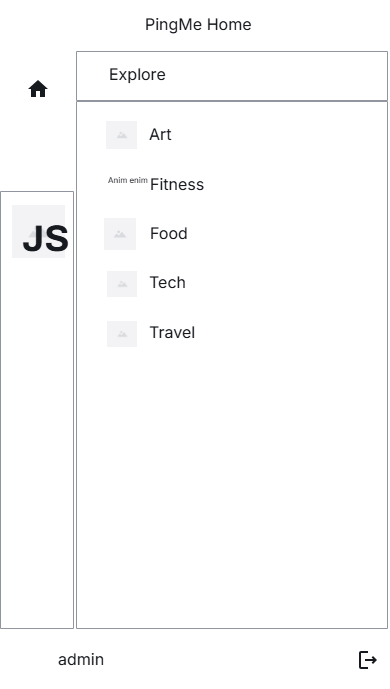 PingMe Home
Explore
JS
Art
Anim enim
Fitness
Food
Tech
Travel
admin